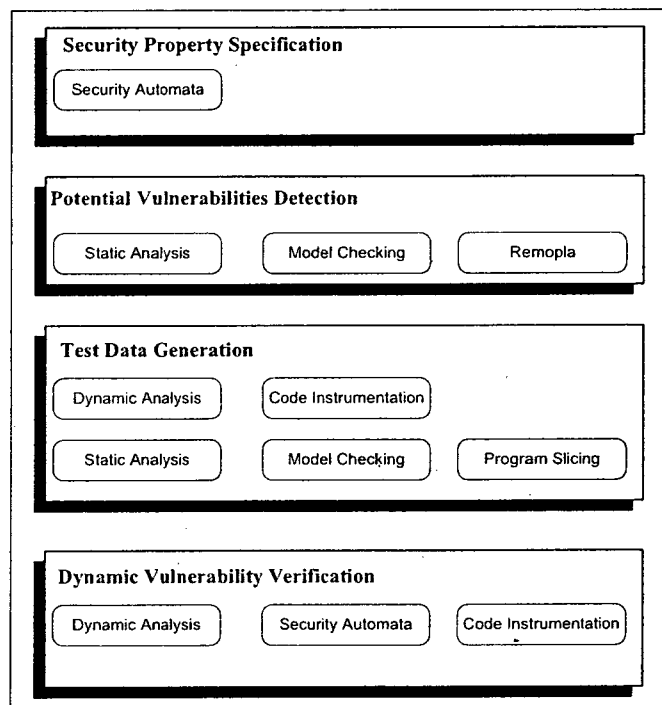 Security Property Specification
Security Automata
Potential Vulnerabilities Detection
Static Analysis
Model Checking
Remopla
Test Data Generation
Dynamic Analysis
Code Instrumentation
Static Analysis
Model Checking
Program Slicing
Dynamic Vulnerability Verification
Dynamic Analysis
Security Automata
Code Instrumentation